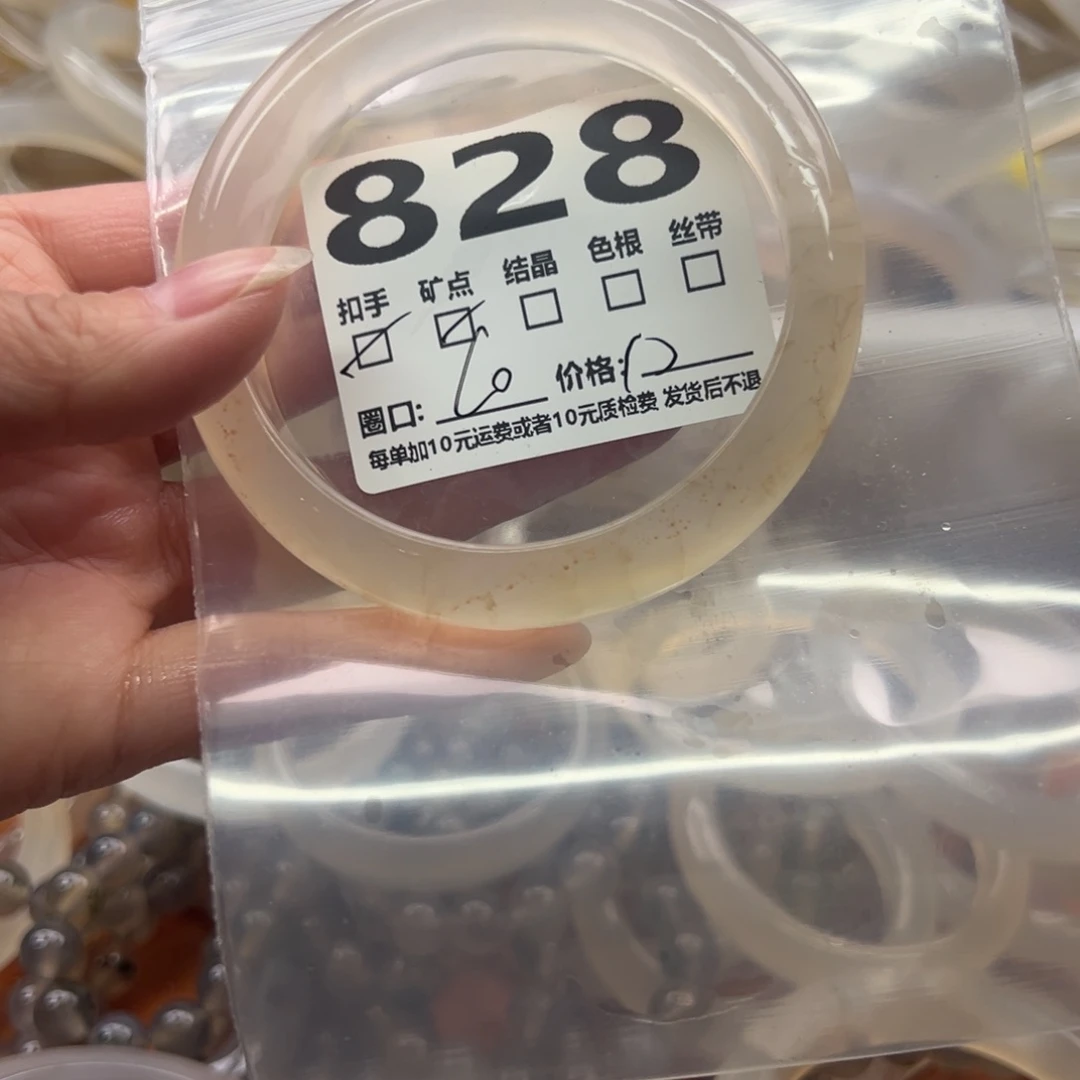 828
扣手 矿点 结晶 色根 丝带
圈口: 60 价格: 12
每单加10元运费或者10元质检费 发货后不退